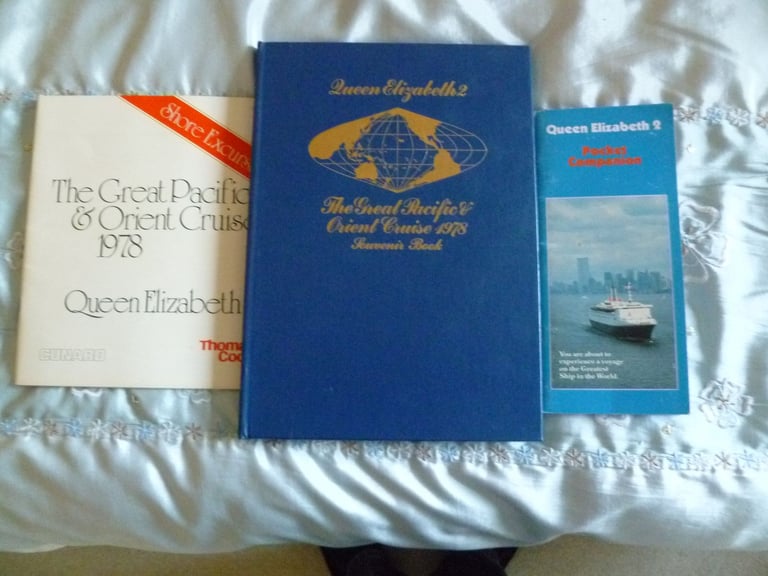 Shore Excurs
The Great Pacific
& Orient Cruise
1978
Queen Elizabeth
CUNARD
Thoma
Coo
Queen Elizabeth 2
The Great Pacific &
Orient Cruise 1978
Souvenir Book
Queen Elizabeth 2
Pocket
Companion
You are about to
experience a voyage
on the Greatest
Ship in the World.